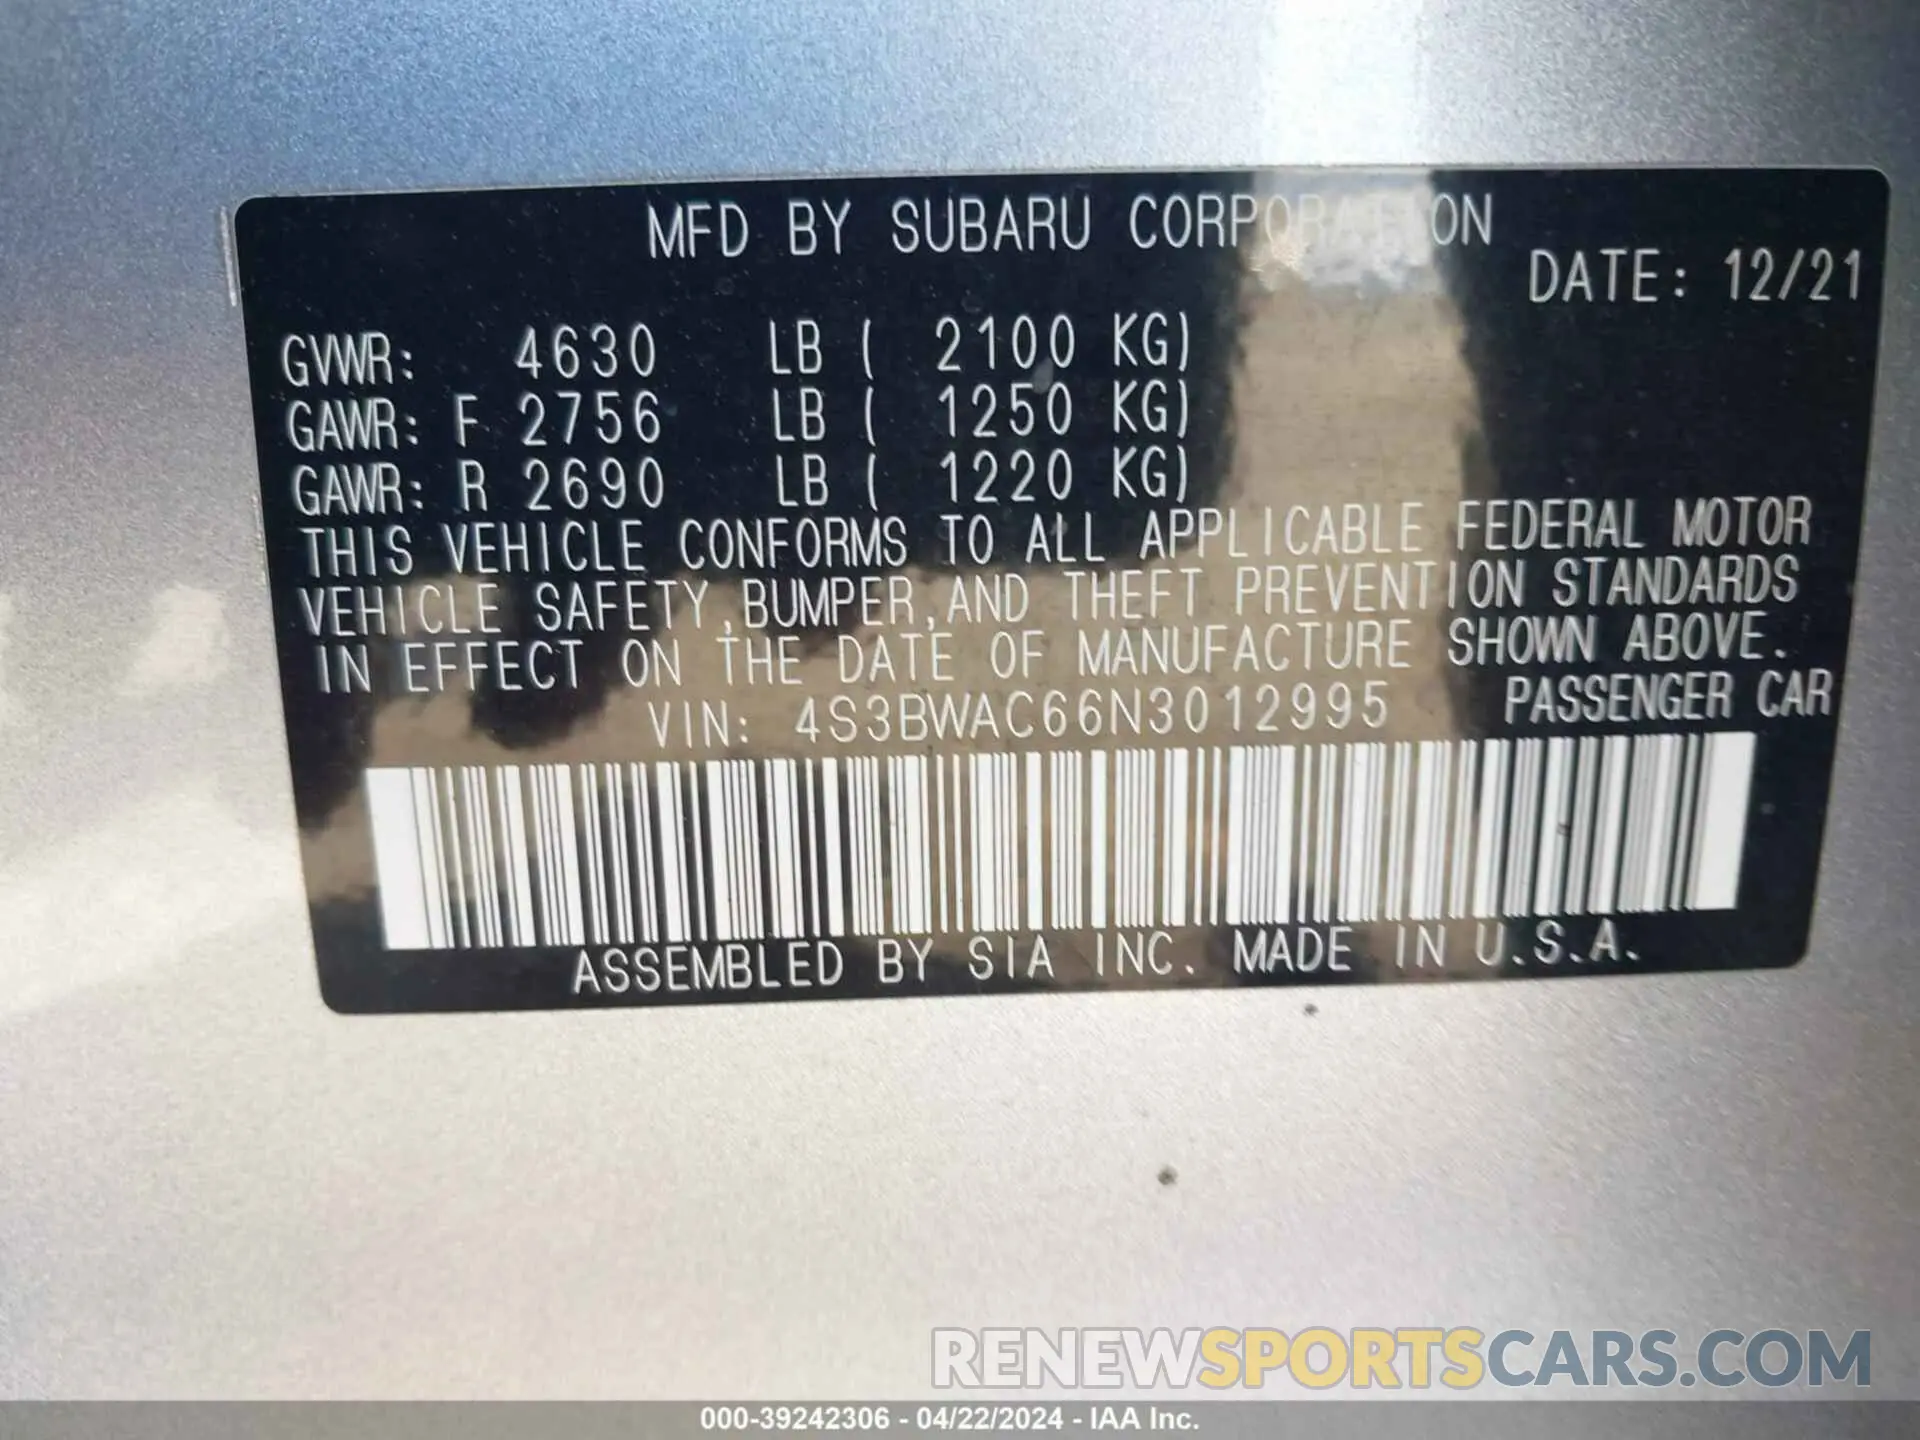 MFD BY SUBARU CORPORATION
DATE: 12/21
GVWR: 4630 LB ( 2100 KG)
GAWR: F 2756 LB ( 1250 KG)
GAWR: R 2690 LB ( 1220 KG)
THIS VEHICLE CONFORMS TO ALL APPLICABLE FEDERAL MOTOR
VEHICLE SAFETY, BUMPER, AND THEFT PREVENTION STANDARDS
IN EFFECT ON THE DATE OF MANUFACTURE SHOWN ABOVE.
VIN: 4S3BWAC66N3012995 PASSENGER CAR
ASSEMBLED BY SIA INC. MADE IN U.S.A.
RENEWSPORTSCARS.COM
000-39242306 - 04/22/2024 - IAA Inc.